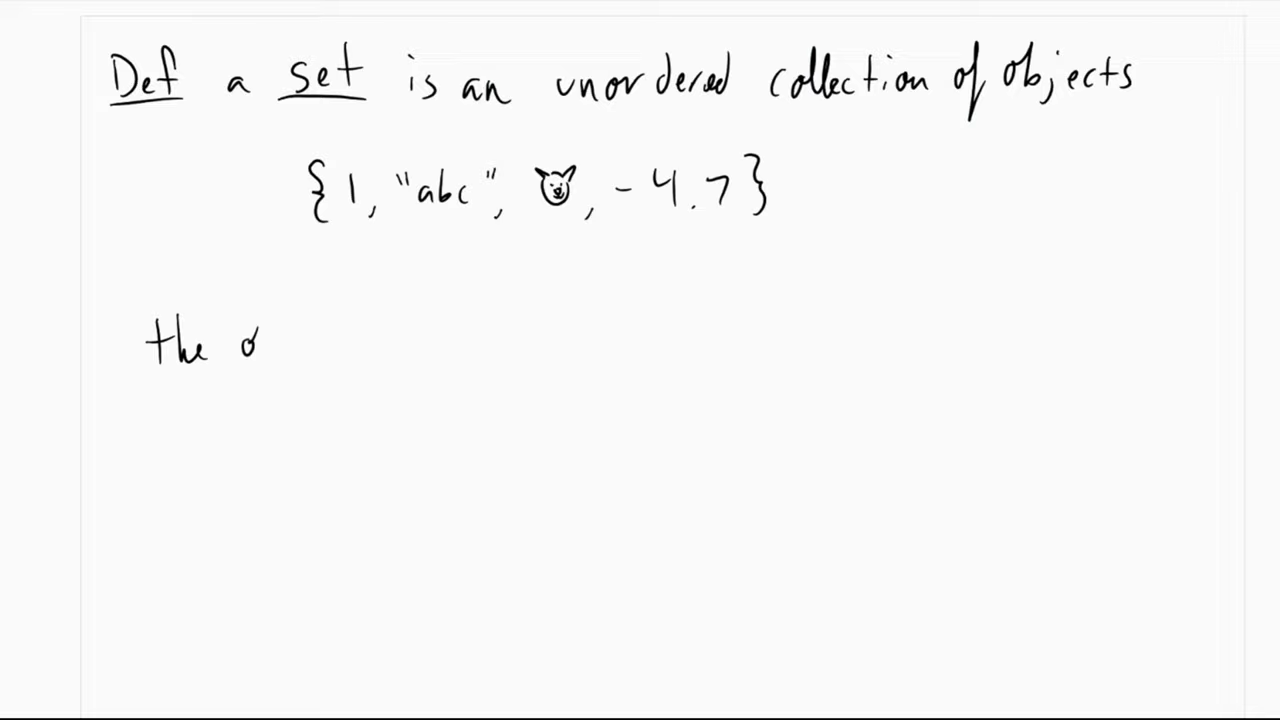 Def a set is an unordered collection of objects
{1, "abc", , -4.7}
the o